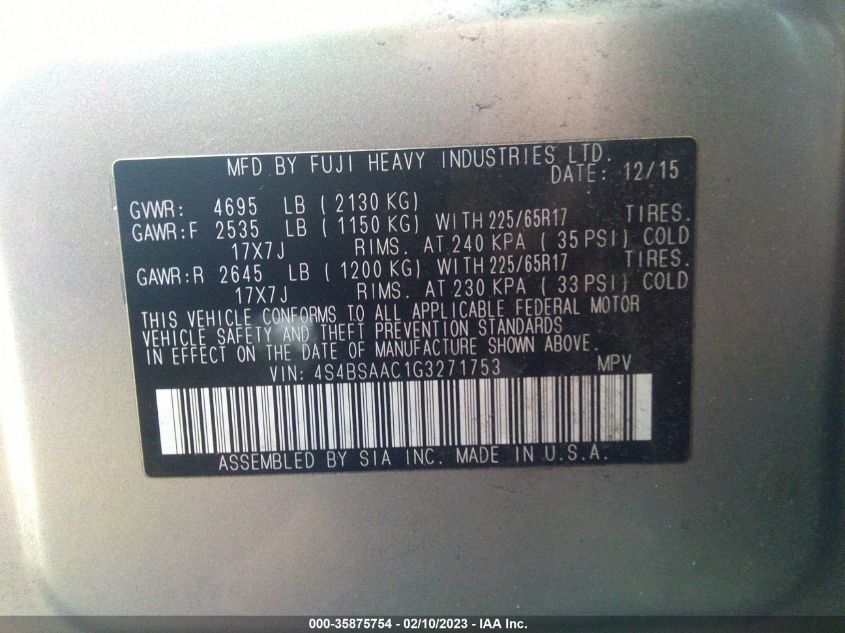 MFD BY FUJI HEAVY INDUSTRIES LTD.
DATE: 12/15
GVWR: 4695 LB ( 2130 KG)
GAWR:F 2535 LB ( 1150 KG) WITH 225/65R17 TIRES.
17X7J RIMS. AT 240 KPA ( 35 PSI) COLD
GAWR:R 2645 LB ( 1200 KG) WITH 225/65R17 TIRES.
17X7J RIMS. AT 230 KPA ( 33 PSI) COLD
THIS VEHICLE CONFORMS TO ALL APPLICABLE FEDERAL MOTOR
VEHICLE SAFETY AND THEFT PREVENTION STANDARDS
IN EFFECT ON THE DATE OF MANUFACTURE SHOWN ABOVE.
VIN: 4S4BSAAC1G3271753 MPV
ASSEMBLED BY SIA INC. MADE IN U.S.A.
000-35875754 - 02/10/2023 - IAA Inc.